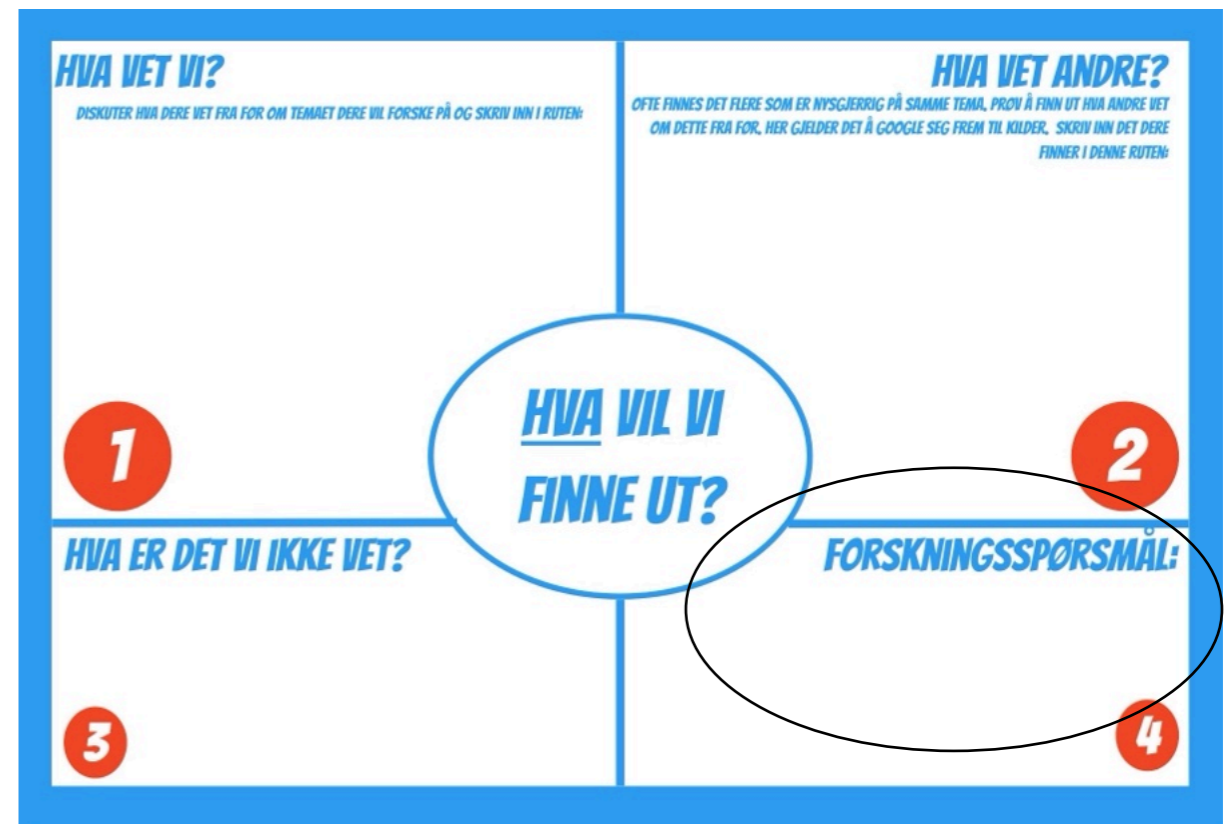 HVA VET VI?
DISKUTER HVA DERE VET FRA FØR OM TEMAET DERE VIL FORSKE PÅ OG SKRIV INN I RUTEN:
1
HVA VET ANDRE?
OFTE FINNES DET FLERE SOM ER NYSGJERRIG PÅ SAMME TEMA, PRØV Å FINN UT HVA ANDRE VET
OM DETTE FRA FØR. HER GJELDER DET Å GOOGLE SEG FREM TIL KILDER. SKRIV INN DET DERE
FINNER I DENNE RUTEN:
2
HVA VIL VI
FINNE UT?
HVA ER DET VI IKKE VET?
3
FORSKNINGSSPØRSMÅL:
4